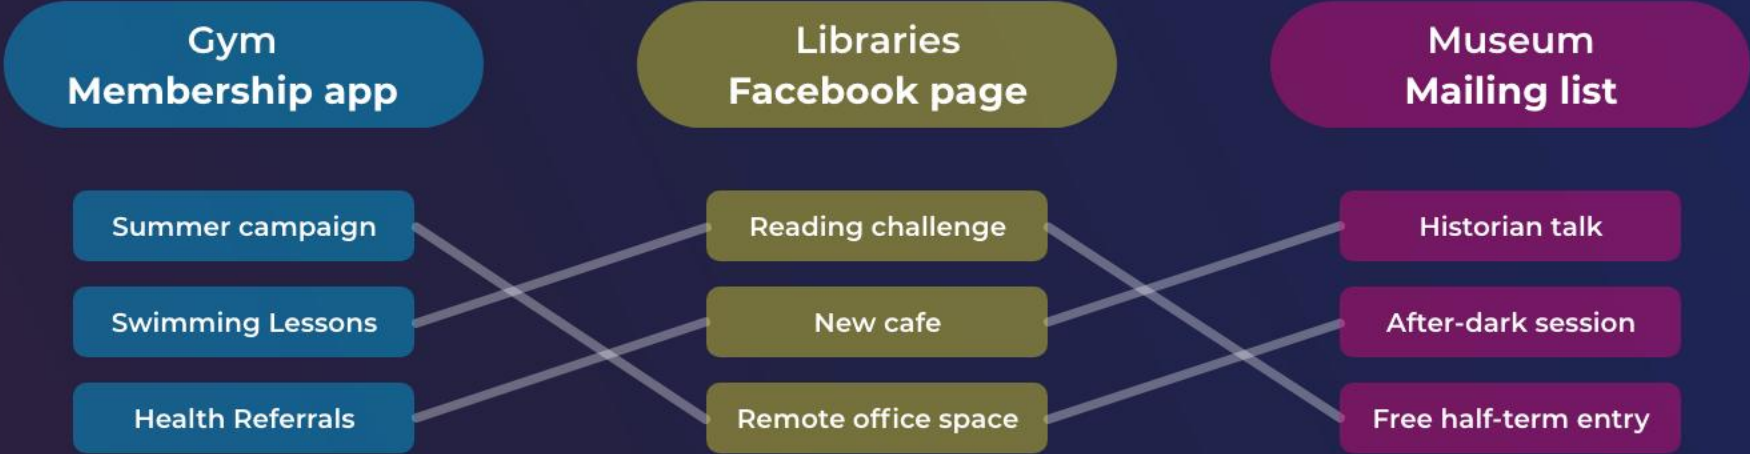 Gym
Membership app
Libraries
Facebook page
Museum
Mailing list
Summer campaign
Reading challenge
Historian talk
Swimming Lessons
New cafe
After-dark session
Health Referrals
Remote office space
Free half-term entry